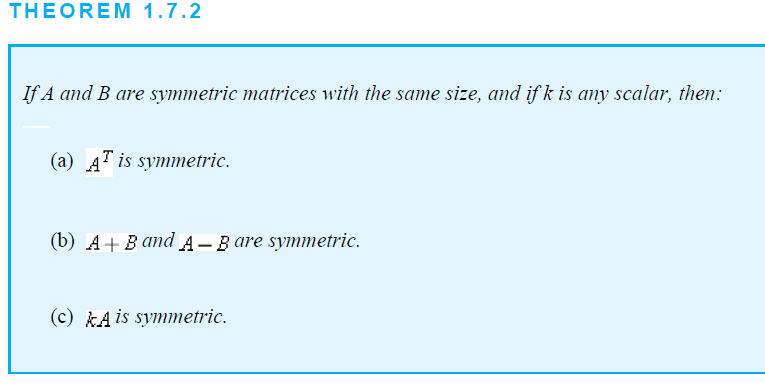 THEOREM 1.7.2
If A and B are symmetric matrices with the same size, and if k is any scalar, then:
(a) Aᵀ is symmetric.
(b) A + B and A − B are symmetric.
(c) kA is symmetric.